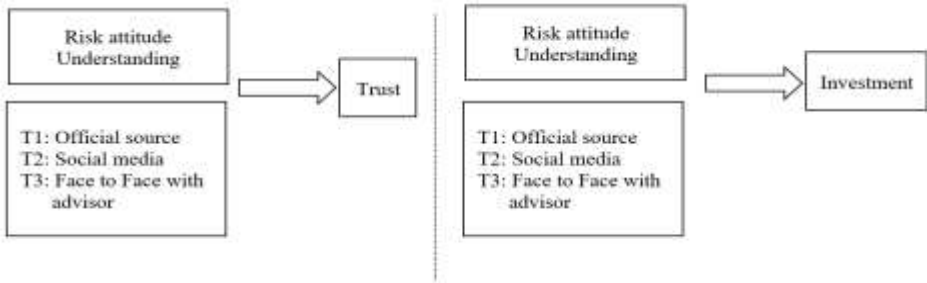 Risk attitude
Understanding
Trust
T1: Official source
T2: Social media
T3: Face to Face with
advisor
Risk attitude
Understanding
Investment
T1: Official source
T2: Social media
T3: Face to Face with
advisor